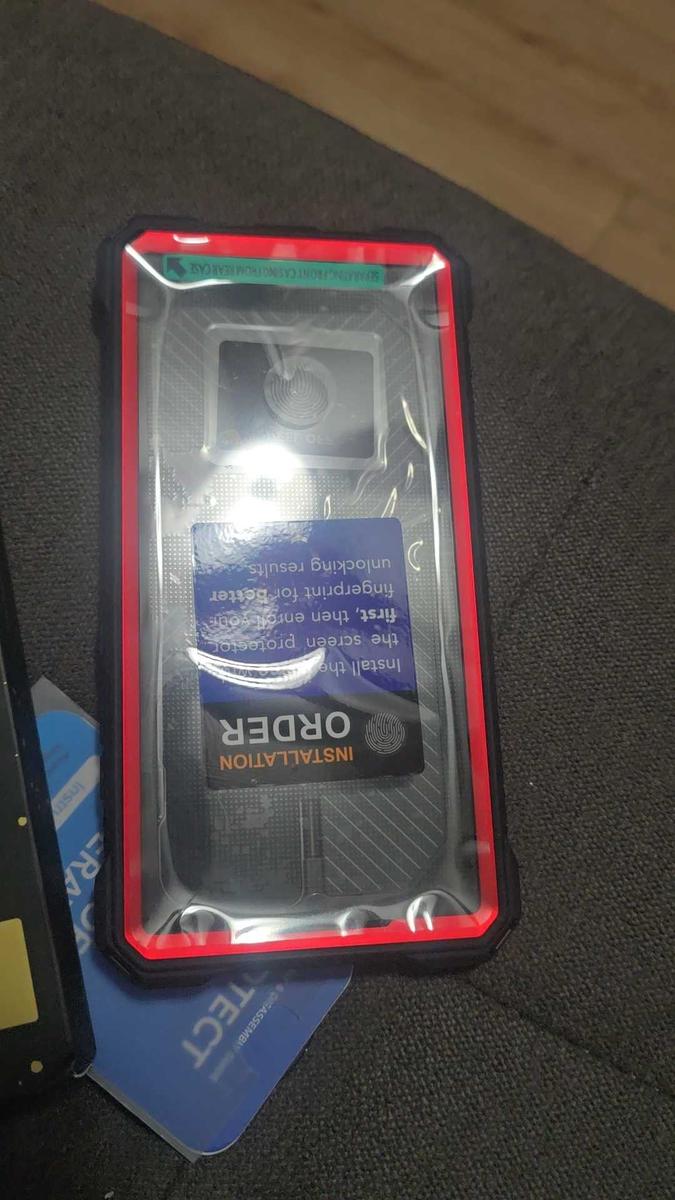 SEPARATING FRONT CASING FROM REAR CASE
INSTALLATION
ORDER
Install the
the screen protector
first, then enroll your
fingerprint for better
unlocking results
TECT
DISASSEMBLY